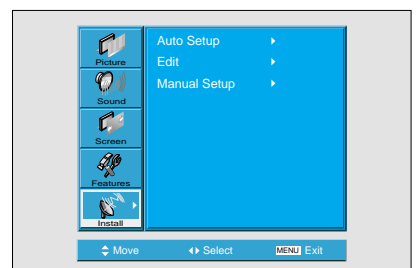 Picture
Sound
Screen
Features
Install
Auto Setup
Edit
Manual Setup
Move Select MENU Exit